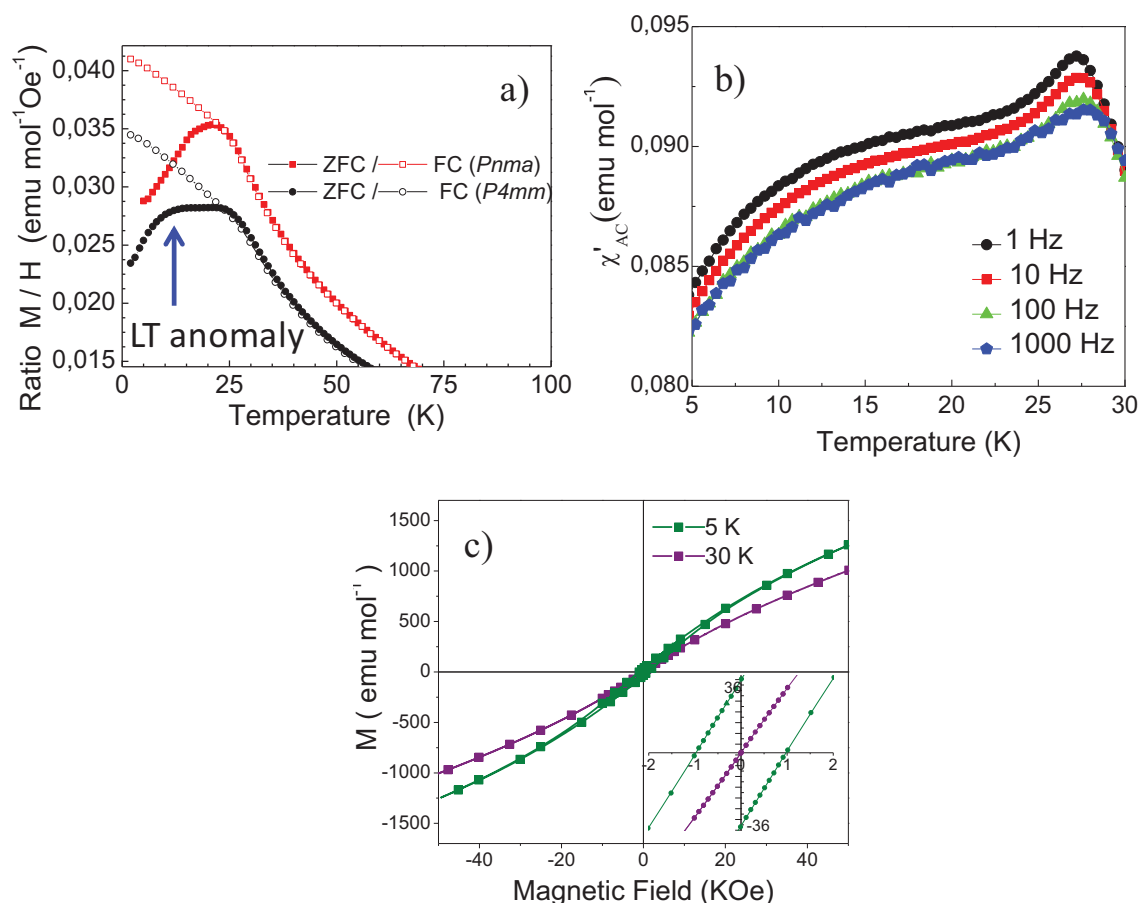 a)
0,040
0,035
0,030
0,025
0,020
0,015
Ratio M / H (emu mol⁻¹Oe⁻¹)
ZFC / FC (Pnma)
ZFC / FC (P4mm)
LT anomaly
0 25 50 75 100
Temperature (K)
b)
0,095
0,090
0,085
0,080
χ'AC(emu mol⁻¹)
1 Hz
10 Hz
100 Hz
1000 Hz
5 10 15 20 25 30
Temperature (K)
c)
1500
1000
500
0
-500
-1000
-1500
M ( emu mol⁻¹)
5 K
30 K
36
-2 -1 0 1 2
-36
-40 -20 0 20 40
Magnetic Field (KOe)